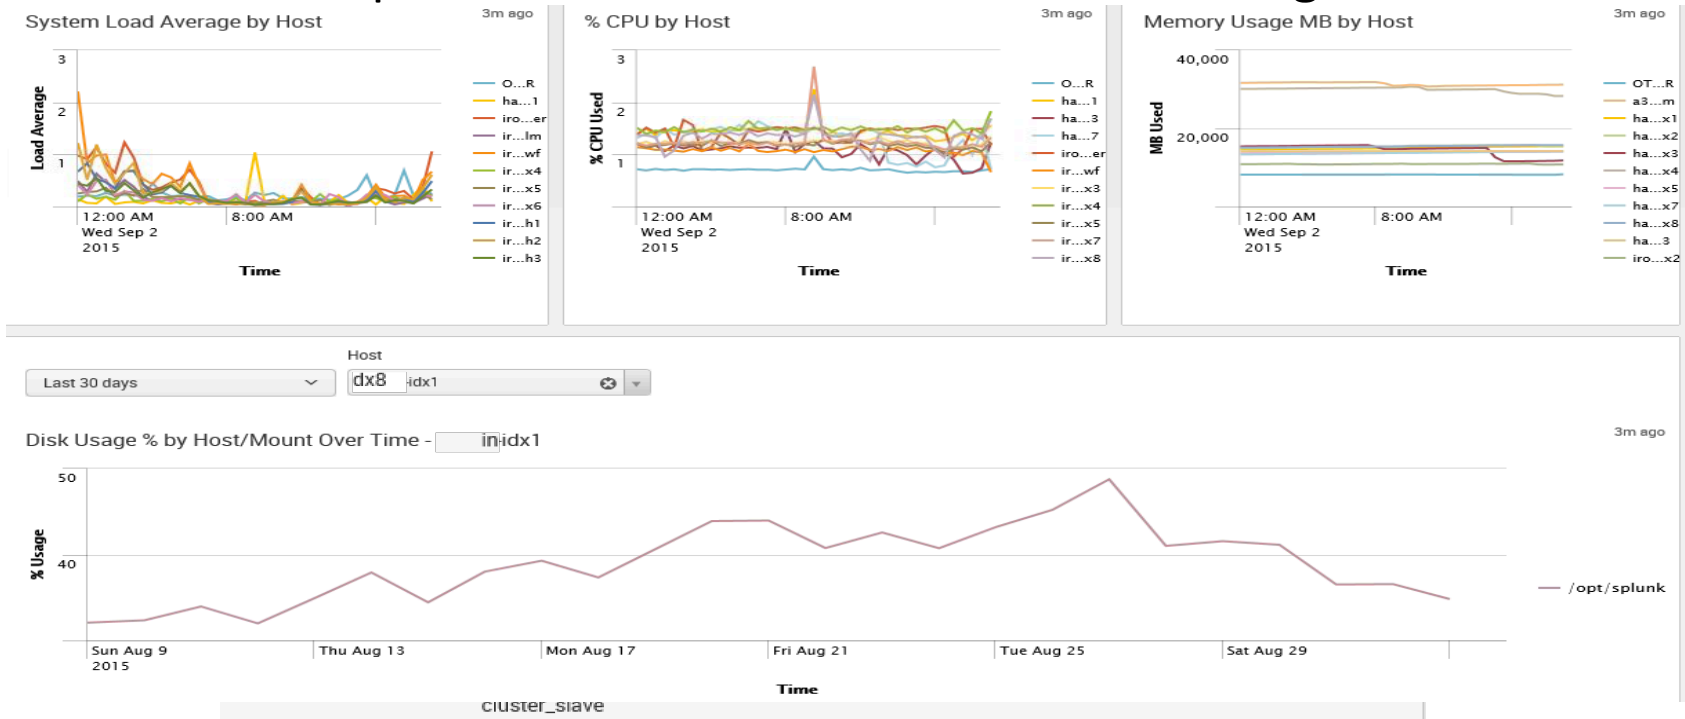 System Load Average by Host
3m ago
3
2
1
Load Average
12:00 AM
Wed Sep 2
2015
8:00 AM
Time
O...R
ha...1
iro...er
ir...lm
ir...wf
ir...x4
ir...x5
ir...x6
ir...h1
ir...h2
ir...h3
% CPU by Host
3m ago
3
2
1
% CPU Used
12:00 AM
Wed Sep 2
2015
8:00 AM
Time
O...R
ha...1
ha...3
ha...7
iro...er
ir...wf
ir...x3
ir...x4
ir...x5
ir...x7
ir...x8
Memory Usage MB by Host
3m ago
40,000
20,000
MB Used
12:00 AM
Wed Sep 2
2015
8:00 AM
Time
OT...R
a3...m
ha...x1
ha...x2
ha...x3
ha...x4
ha...x5
ha...x7
ha...x8
ha...3
iro...x2
Host
Last 30 days
dx8 -idx1
Disk Usage % by Host/Mount Over Time - in-idx1
3m ago
50
40
% Usage
Sun Aug 9
2015
Thu Aug 13
Mon Aug 17
Fri Aug 21
Tue Aug 25
Sat Aug 29
Time
/opt/splunk
cluster_slave